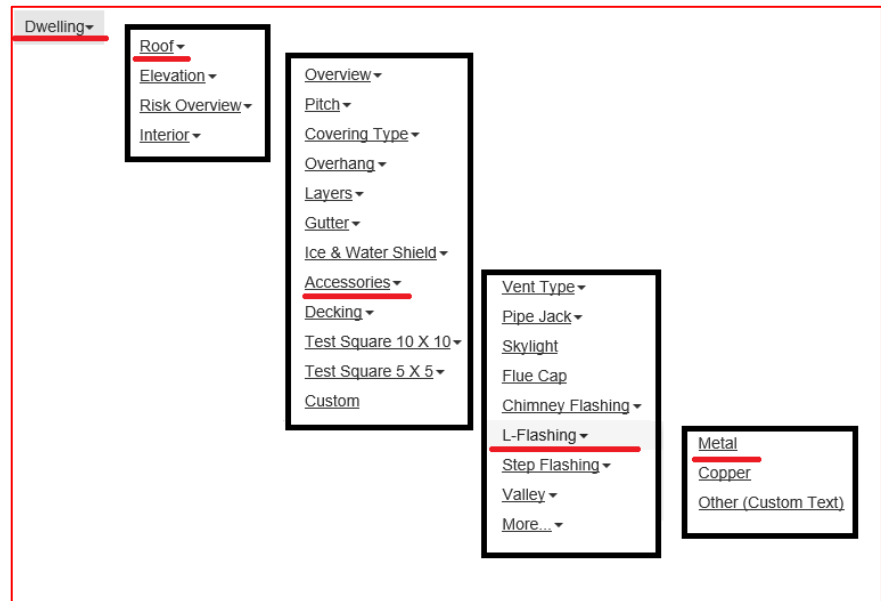 Dwelling
Roof
Elevation
Risk Overview
Interior
Overview
Pitch
Covering Type
Overhang
Layers
Gutter
Ice & Water Shield
Accessories
Decking
Test Square 10 X 10
Test Square 5 X 5
Custom
Vent Type
Pipe Jack
Skylight
Flue Cap
Chimney Flashing
L-Flashing
Step Flashing
Valley
More...
Metal
Copper
Other (Custom Text)